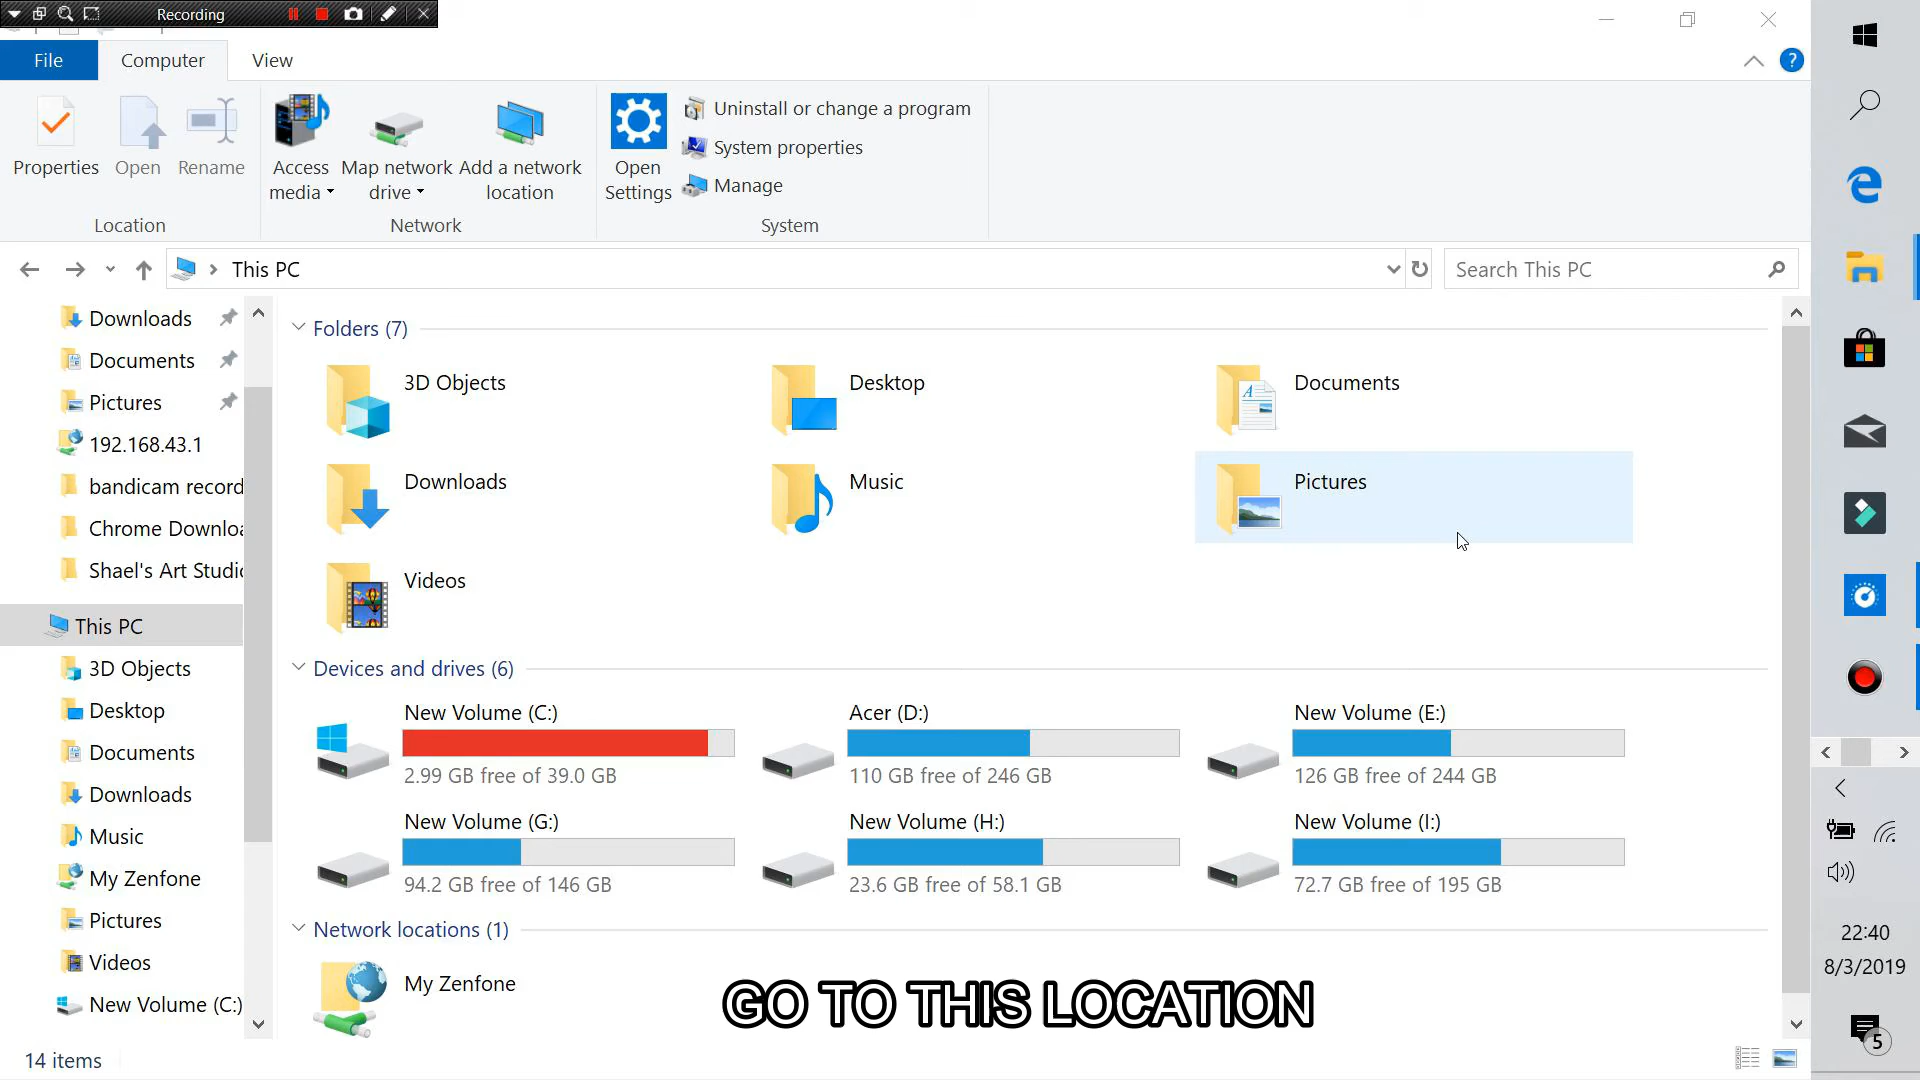 Recording
File
Computer
View
?
Properties
Open
Rename
Access
media
Map network
drive
Add a network
location
Open
Settings
Uninstall or change a program
System properties
Manage
Location
Network
System
This PC
Search This PC
Downloads
Documents
Pictures
192.168.43.1
bandicam record
Chrome Downloa
Shael's Art Studio
This PC
3D Objects
Desktop
Documents
Downloads
Music
My Zenfone
Pictures
Videos
New Volume (C:)
Folders (7)
3D Objects
Desktop
Documents
Downloads
Music
Pictures
Videos
Devices and drives (6)
New Volume (C:)
2.99 GB free of 39.0 GB
Acer (D:)
110 GB free of 246 GB
New Volume (E:)
126 GB free of 244 GB
New Volume (G:)
94.2 GB free of 146 GB
New Volume (H:)
23.6 GB free of 58.1 GB
New Volume (I:)
72.7 GB free of 195 GB
Network locations (1)
My Zenfone
GO TO THIS LOCATION
14 items
22:40
8/3/2019
5